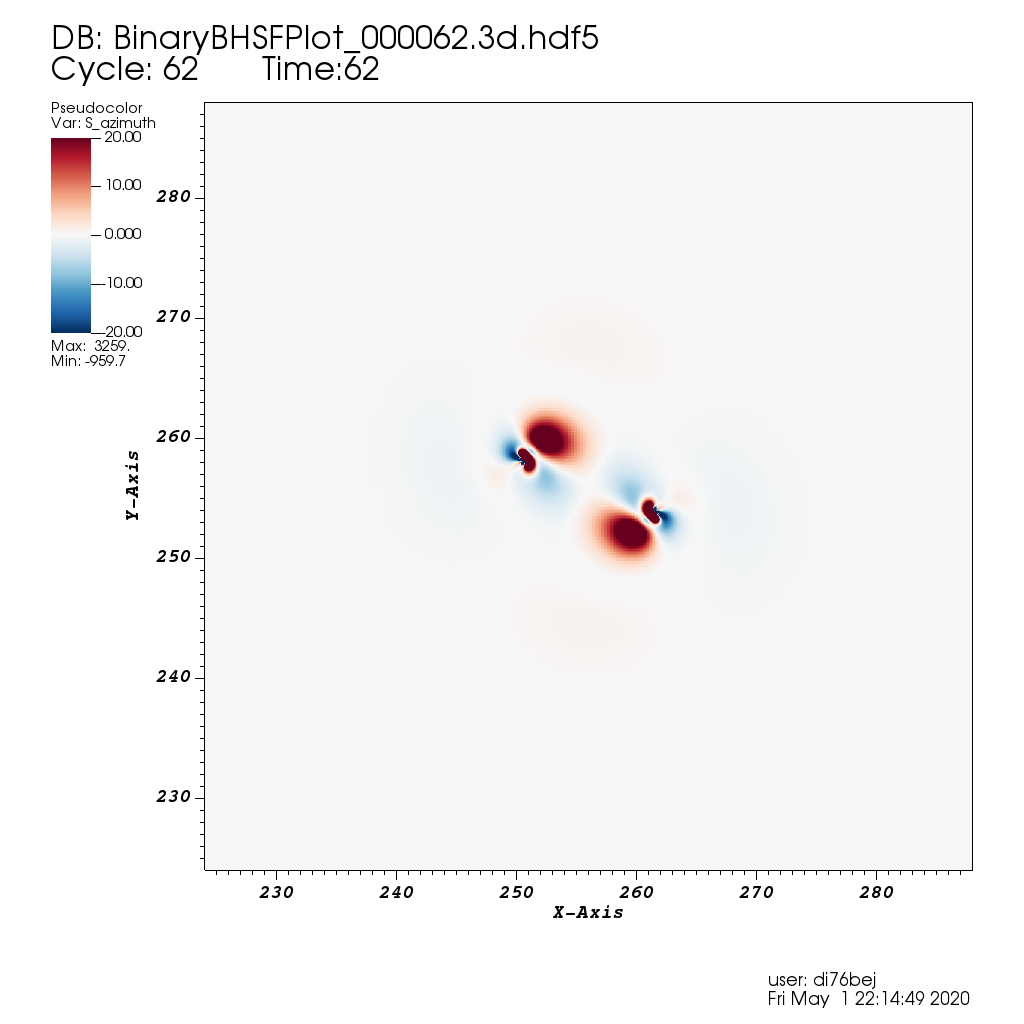 DB: BinaryBHSFPlot_000062.3d.hdf5
Cycle: 62 Time:62
Pseudocolor
Var: S_azimuth
20.00
10.00
0.000
-10.00
-20.00
Max: 3259.
Min: -959.7
280
270
260
250
240
230
Y-Axis
230 240 250 260 270 280
X-Axis
user: di76bej
Fri May 1 22:14:49 2020